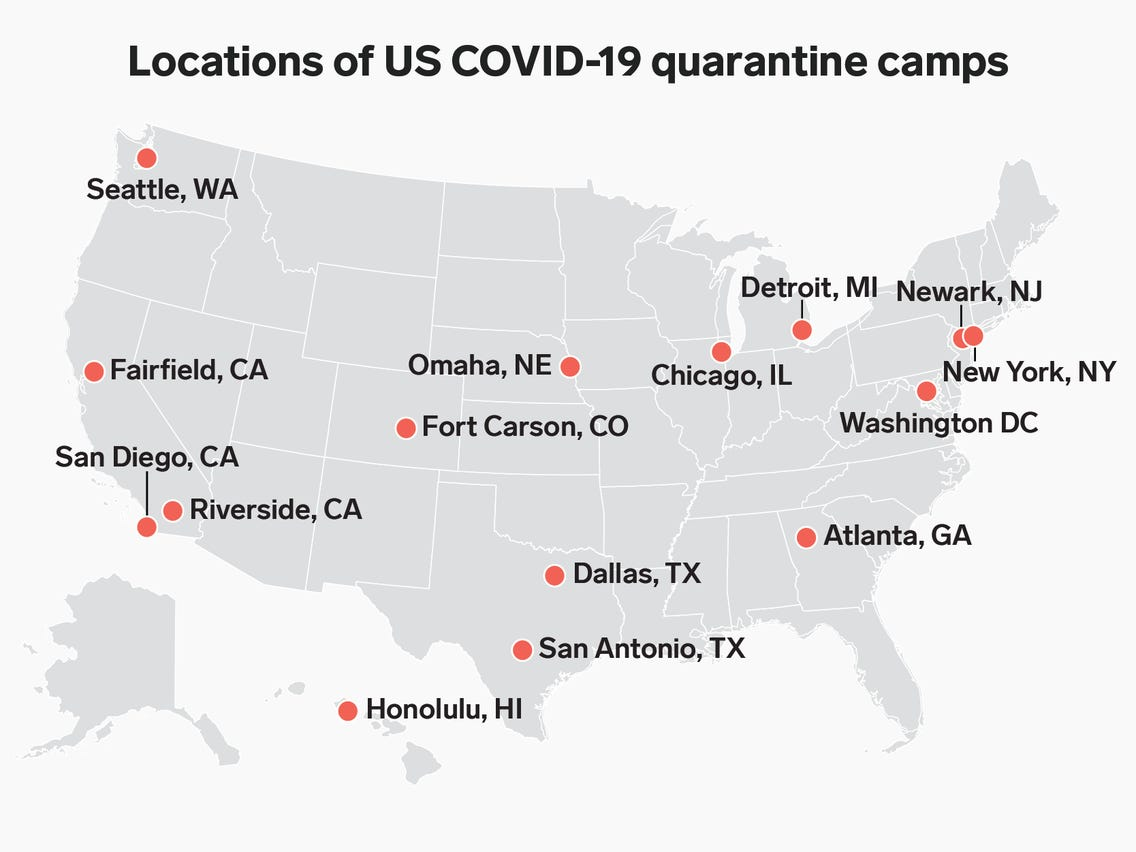 Locations of US COVID-19 quarantine camps
Seattle, WA
Detroit, MI
Newark, NJ
Fairfield, CA
Omaha, NE
Chicago, IL
New York, NY
Fort Carson, CO
Washington DC
San Diego, CA
Riverside, CA
Atlanta, GA
Dallas, TX
San Antonio, TX
Honolulu, HI